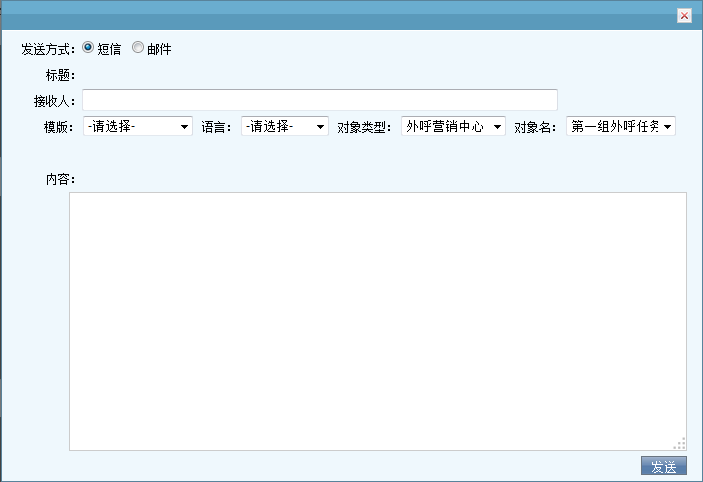 发送方式： 短信 邮件
标题：
接收人：
模版： -请选择- 语言： -请选择- 对象类型： 外呼营销中心 对象名： 第一组外呼任务
内容：
发送